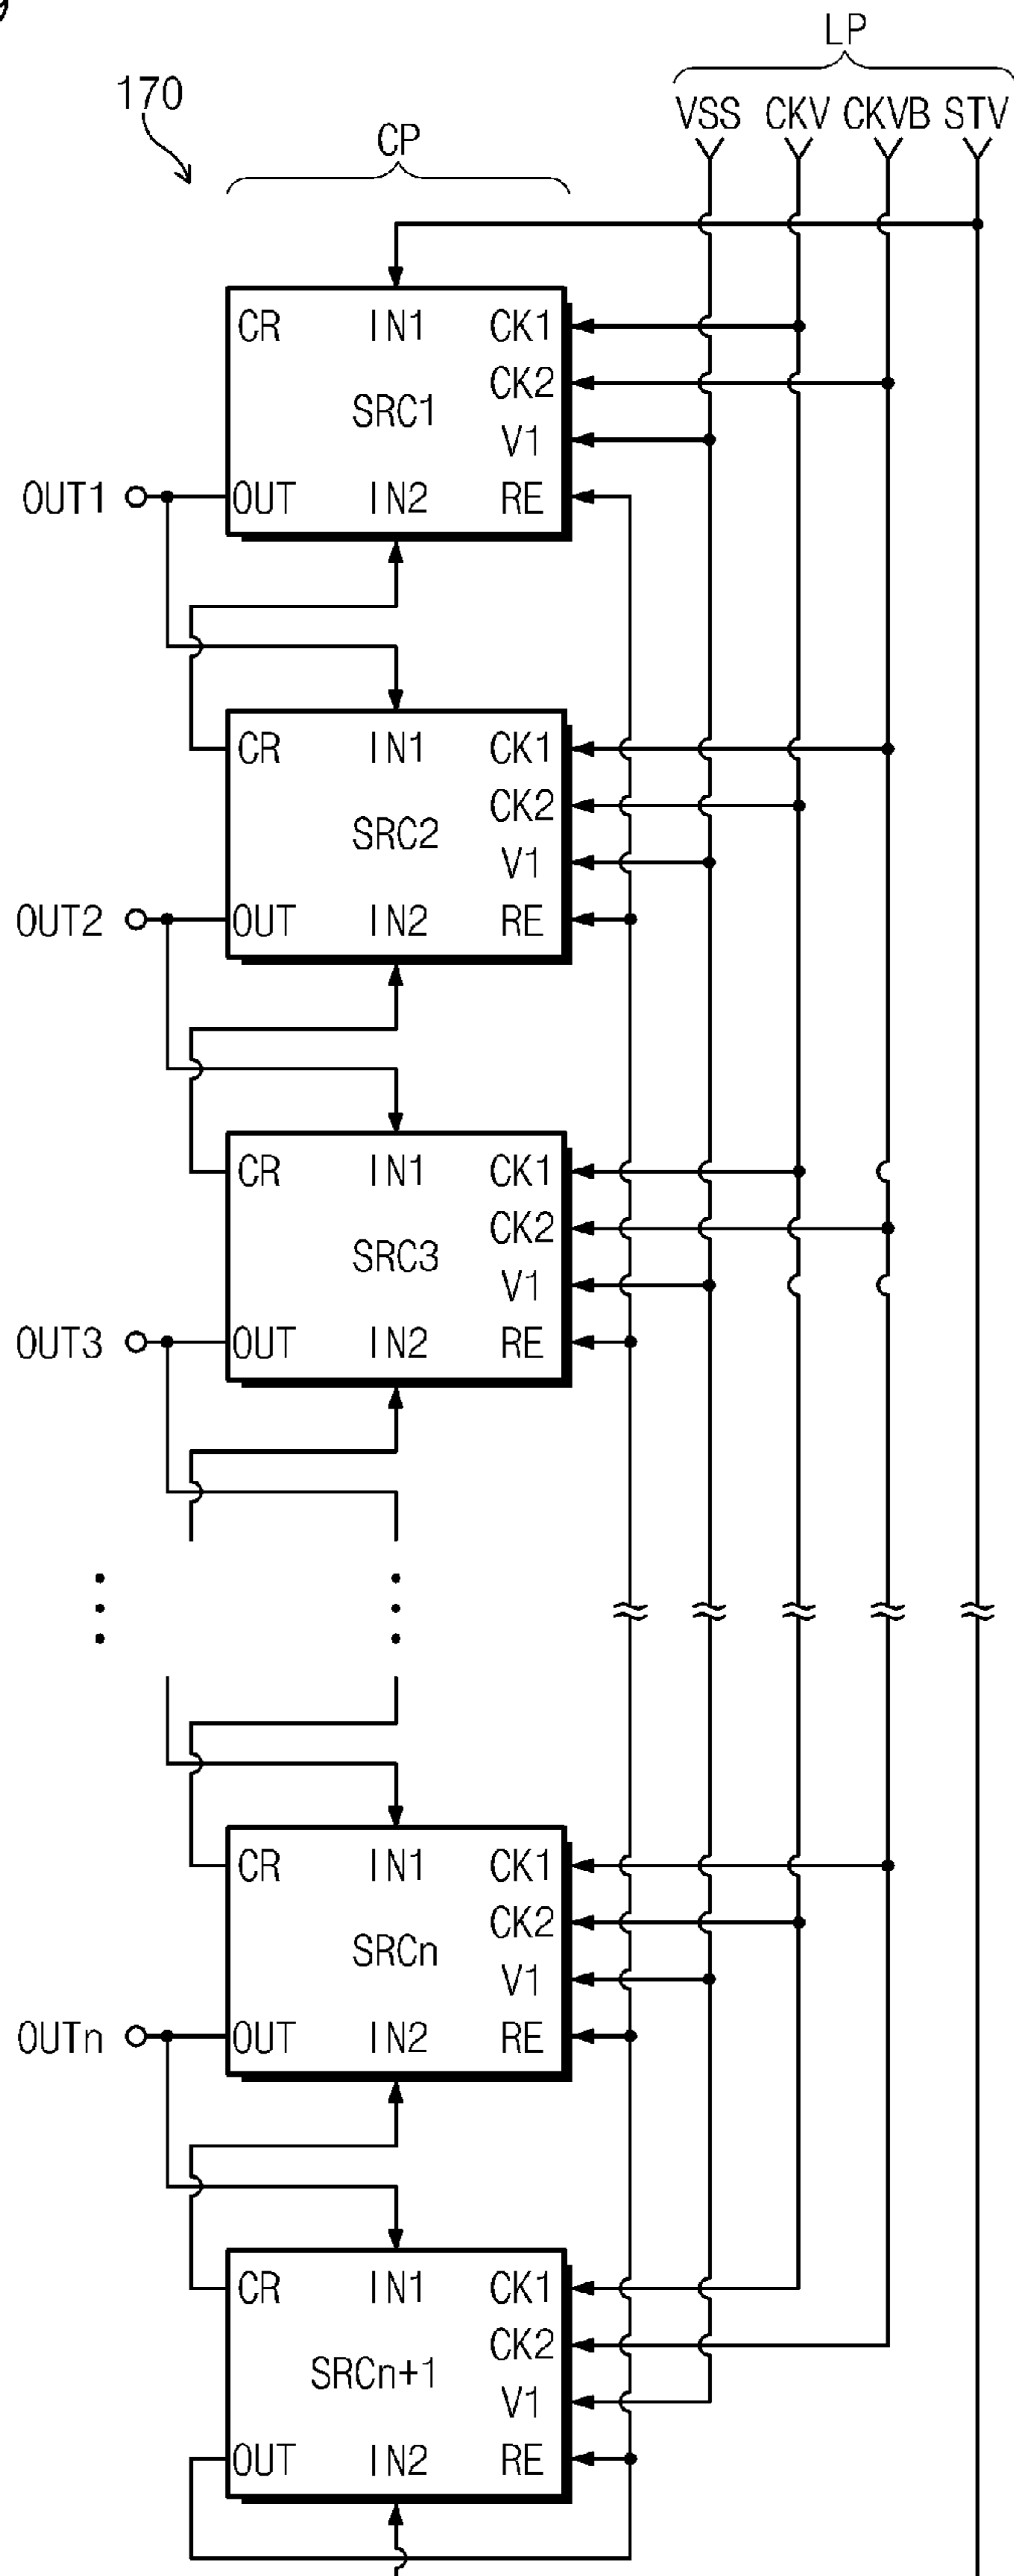 LP
170
VSS CKV CKVB STV
CP
CR IN1 CK1
CK2
SRC1
V1
OUT1 OUT IN2 RE
CR IN1 CK1
CK2
SRC2
V1
OUT2 OUT IN2 RE
CR IN1 CK1
CK2
SRC3
V1
OUT3 OUT IN2 RE
CR IN1 CK1
CK2
SRCn
V1
OUTn OUT IN2 RE
CR IN1 CK1
CK2
SRCn+1
V1
OUT IN2 RE